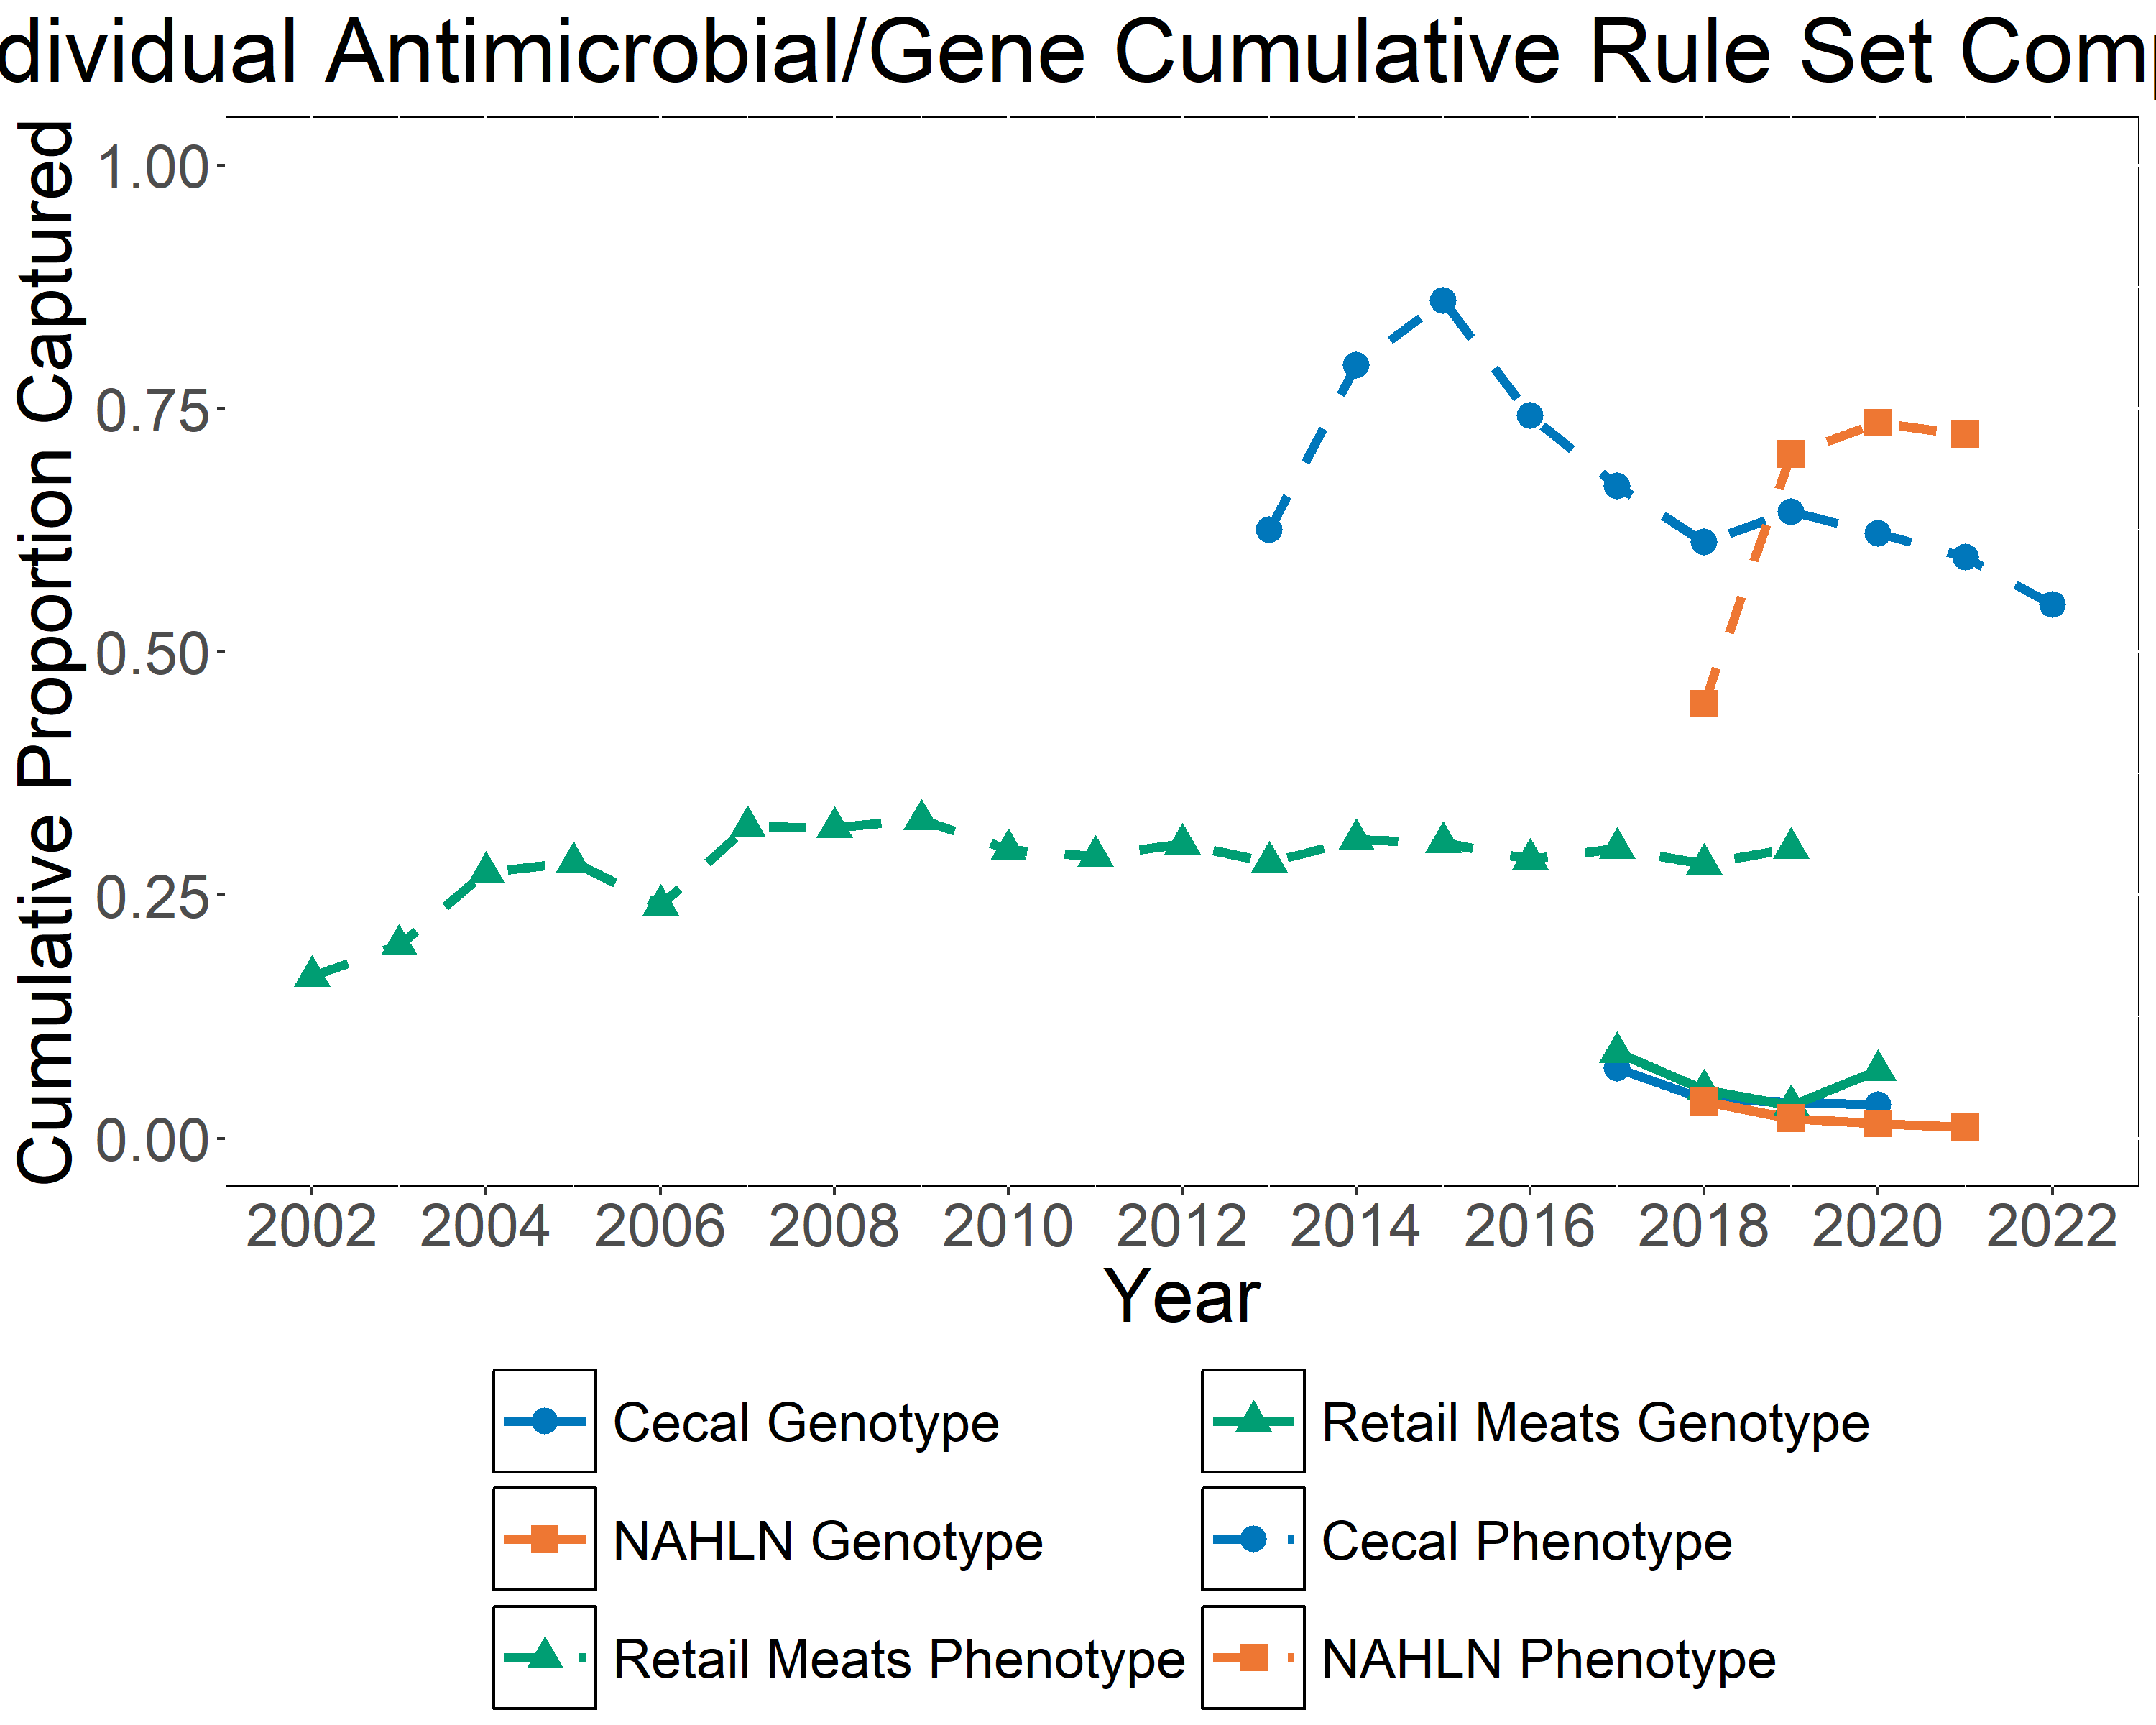 dividual Antimicrobial/Gene Cumulative Rule Set Comp
Cumulative Proportion Captured
1.00
0.75
0.50
0.25
0.00
2002 2004 2006 2008 2010 2012 2014 2016 2018 2020 2022
Year
Cecal Genotype
Retail Meats Genotype
NAHLN Genotype
Cecal Phenotype
Retail Meats Phenotype
NAHLN Phenotype